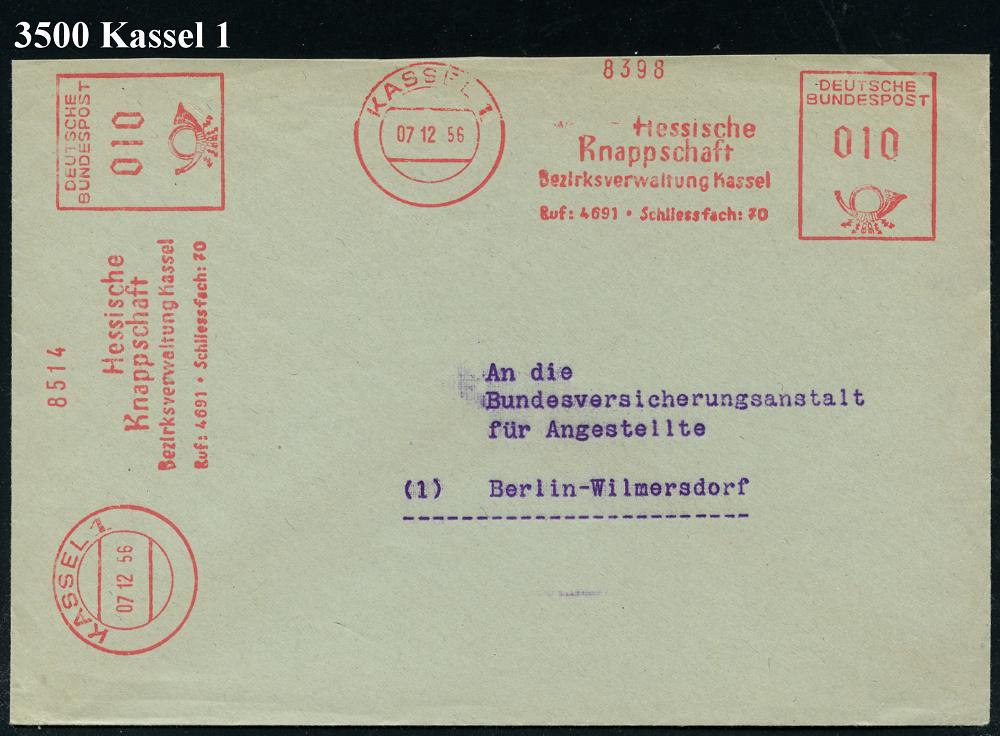 3500 Kassel 1
DEUTSCHE
BUNDESPOST
010
Hessische
Knappschaft
Bezirksverwaltung Kassel
Ruf: 4691 • Schliessfach: 70
8514
KASSEL 1
07 12 56
KASSEL 1
07 12 56
8398
Hessische
Knappschaft
Bezirksverwaltung Kassel
Ruf: 4691 • Schliessfach: 70
DEUTSCHE
BUNDESPOST
010
An die
Bundesversicherungsanstalt
für Angestellte
(1) Berlin-Wilmersdorf